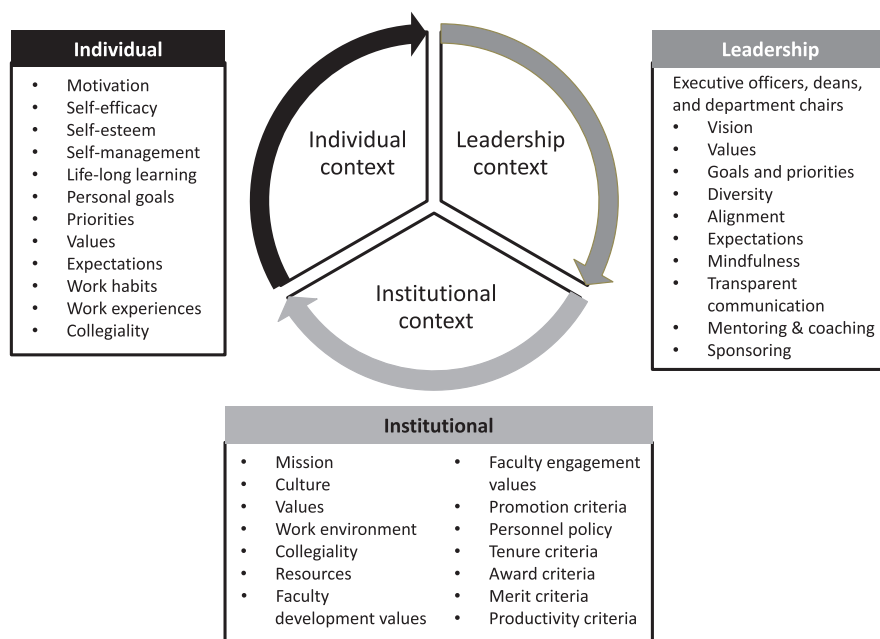 Individual
• Motivation
• Self-efficacy
• Self-esteem
• Self-management
• Life-long learning
• Personal goals
• Priorities
• Values
• Expectations
• Work habits
• Work experiences
• Collegiality
Individual
context
Leadership
context
Institutional
context
Leadership
Executive officers, deans,
and department chairs
• Vision
• Values
• Goals and priorities
• Diversity
• Alignment
• Expectations
• Mindfulness
• Transparent
communication
• Mentoring & coaching
• Sponsoring
Institutional
• Mission
• Culture
• Values
• Work environment
• Collegiality
• Resources
• Faculty
development values
• Faculty engagement
values
• Promotion criteria
• Personnel policy
• Tenure criteria
• Award criteria
• Merit criteria
• Productivity criteria